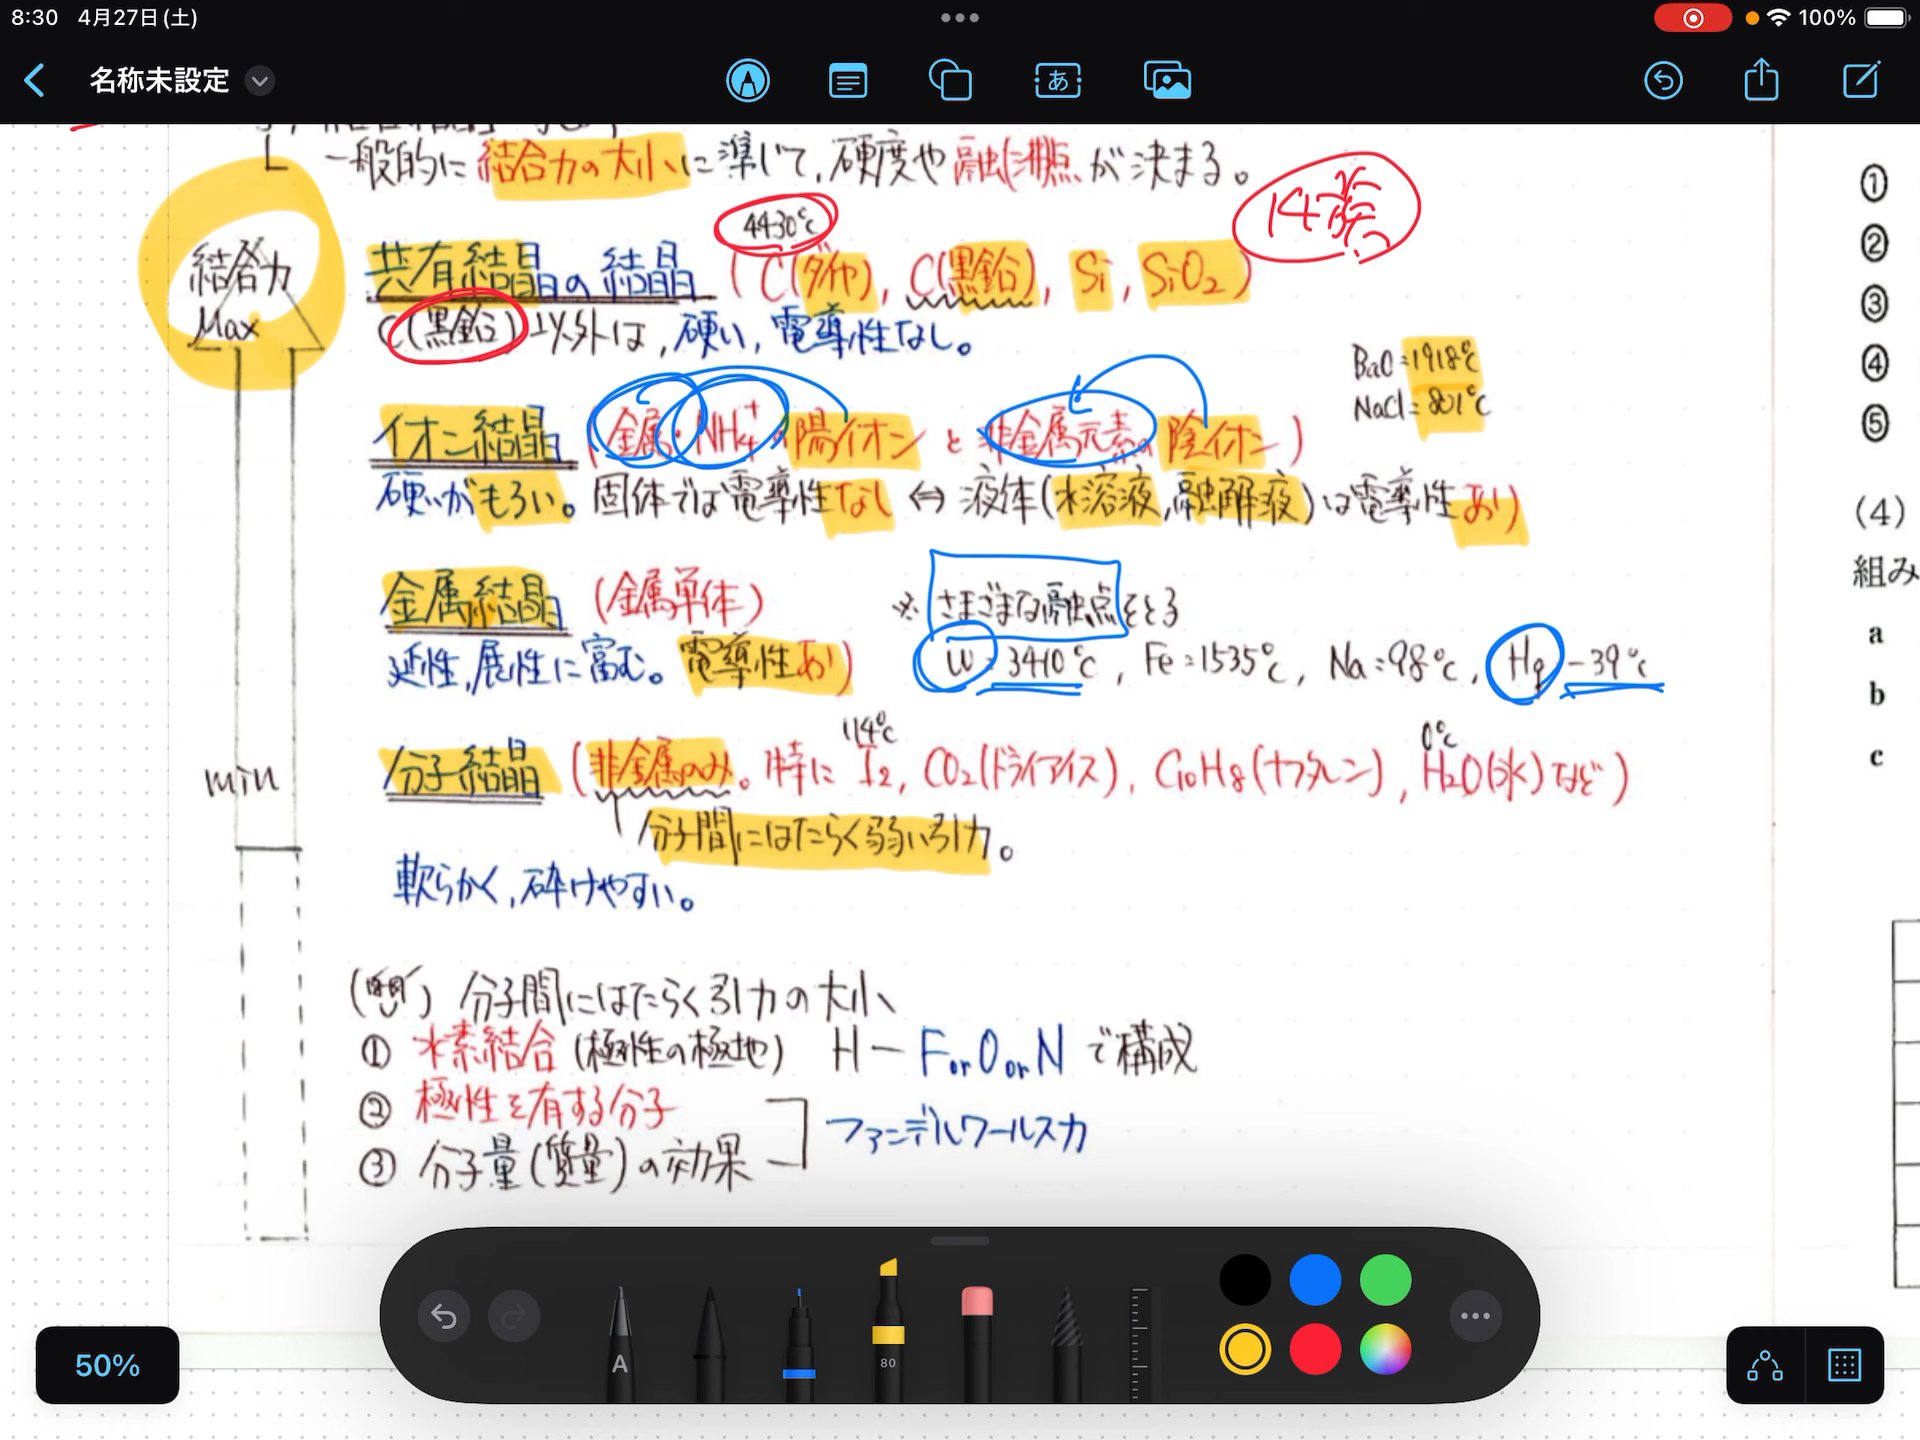 8:30 4月27日(土)
100%
名称未設定
あ
一般的に 結合力の大小に準じて、硬度や融沸点が決まる。
14族
結合力
Max
4430℃
共有結晶の結晶 (C(ダイヤ), C(黒鉛), Si, SiO2)
C(黒鉛)以外は, 硬い, 電導性なし。
BaO=1918℃
NaCl=801℃
イオン結晶 (金属・NH4+の陽イオン と 非金属元素の陰イオン)
硬いがもろい。固体では電導性なし ⇔ 液体(水溶液,融解液)は電導性あり
金属結晶 (金属単体) ※さまざまな融点をとる
延性,展性に富む。電導性あり W=3410℃, Fe=1535℃, Na=98℃, Hg -39℃
min
114℃
0℃
分子結晶 (非金属のみ。特に I2, CO2(ドライアイス), C10H8(ナフタレン), H2O(氷)など)
分子間にはたらく弱い引力。
軟らかく, 砕けやすい。
分子間にはたらく引力の大小
① 水素結合 (極性の極地) H-F or O or N で構成
② 極性を有する分子
ファンデルワールス力
③ 分子量(質量)の効果
①
②
③
④
⑤
(4)
組み
a
b
c
50%
A
80